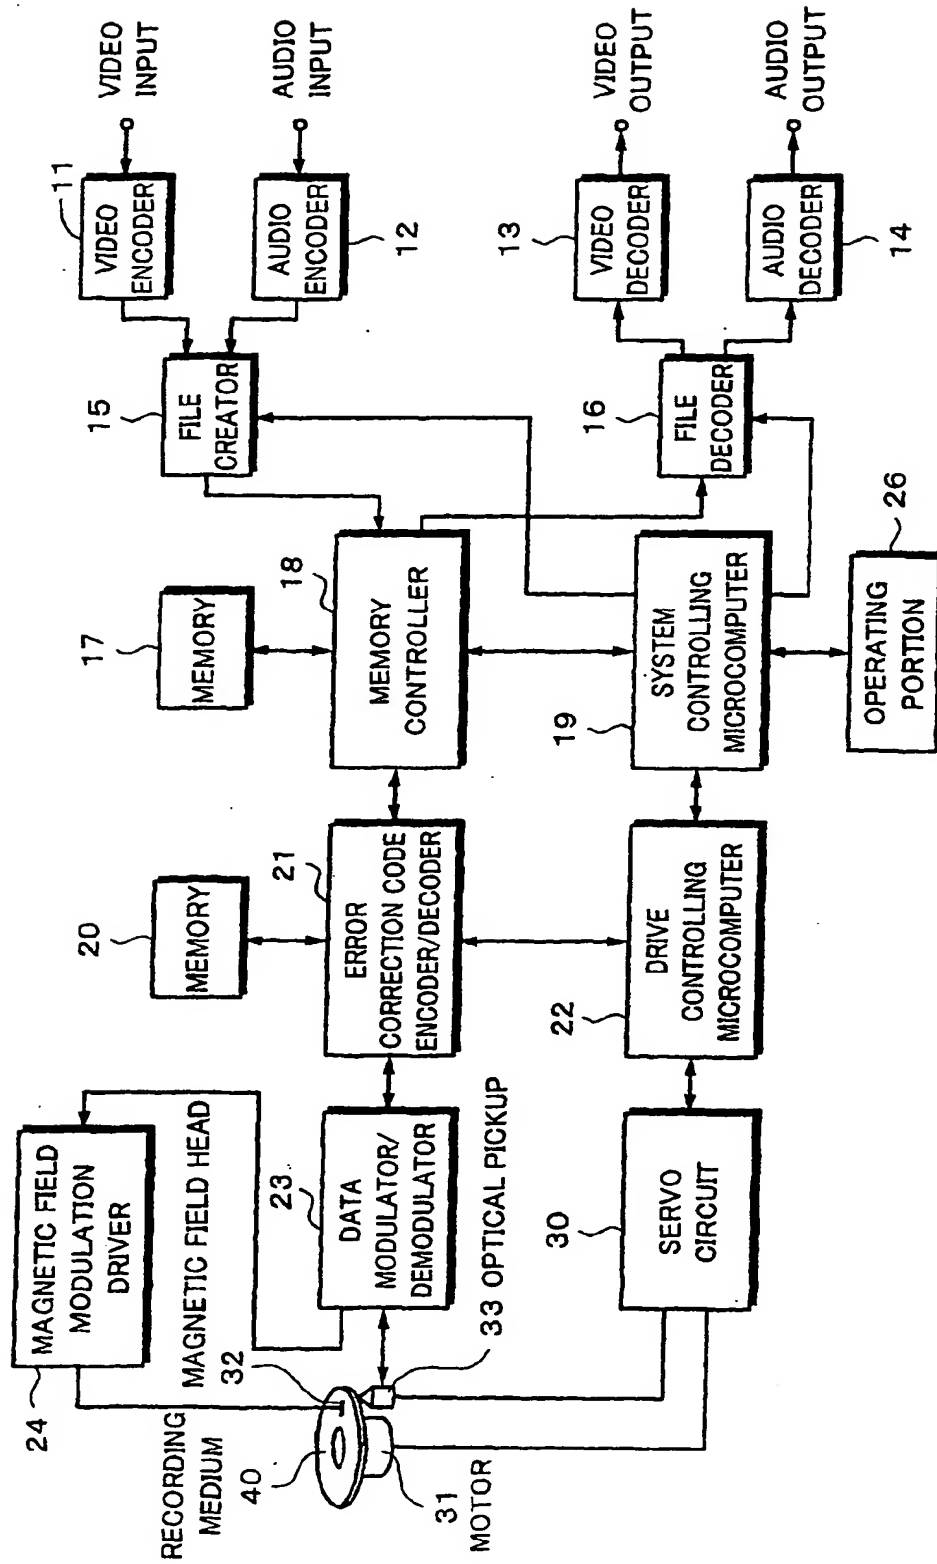 24
MAGNETIC FIELD
MODULATION
DRIVER
RECORDING
MEDIUM
40
32
MAGNETIC FIELD HEAD
31
MOTOR
33 OPTICAL PICKUP
23
DATA
MODULATOR/
DEMODULATOR
30
SERVO
CIRCUIT
20
MEMORY
21
ERROR
CORRECTION CODE
ENCODER/DECODER
22
DRIVE
CONTROLLING
MICROCOMPUTER
17
MEMORY
18
MEMORY
CONTROLLER
19
SYSTEM
CONTROLLING
MICROCOMPUTER
26
OPERATING
PORTION
15
FILE
CREATOR
16
FILE
DECODER
11
VIDEO
ENCODER
12
AUDIO
ENCODER
13
VIDEO
DECODER
14
AUDIO
DECODER
VIDEO
INPUT
AUDIO
INPUT
VIDEO
OUTPUT
AUDIO
OUTPUT